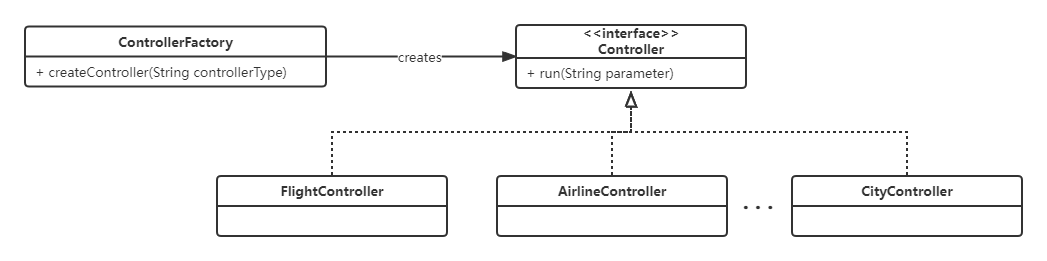 ControllerFactory
+ createController(String controllerType)
creates
<<interface>>
Controller
+ run(String parameter)
FlightController
AirlineController
...
CityController